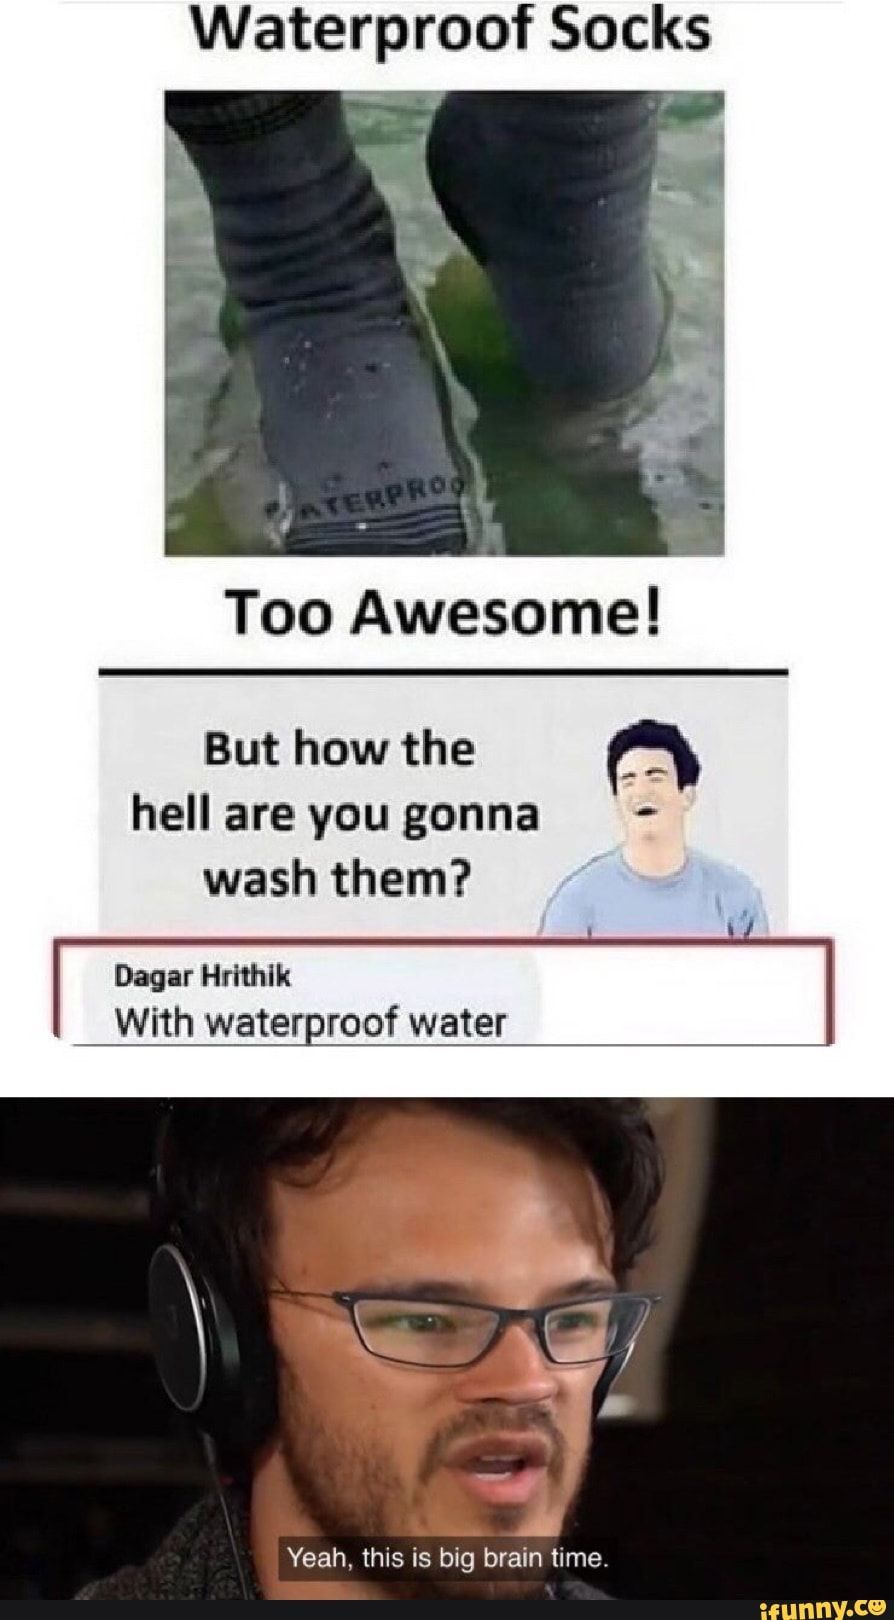 Waterproof Socks
ATERPROO
Too Awesome!
But how the
hell are you gonna
wash them?
Dagar Hrithik
With waterproof water
Yeah, this is big brain time.
ifunny.co